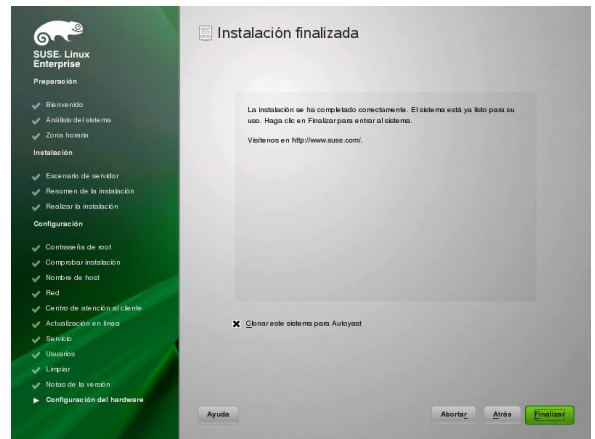 SUSE. Linux
Enterprise
Preparación
Bienvenido
Análisis del sistema
Zona horaria
Instalación
Escenario de servidor
Resumen de la instalación
Realizar la instalación
Configuración
Contraseña de root
Comprobar instalación
Nombre de host
Red
Centro de atención al cliente
Actualización en línea
Servicio
Usuarios
Limpiar
Notas de la versión
Configuración del hardware
Instalación finalizada
La instalación se ha completado correctamente. El sistema está ya listo para su
uso. Haga clic en Finalizar para entrar al sistema.
Visítenos en http://www.suse.com/.
Clonar este sistema para Autoyast
Ayuda
Abortar
Atrás
Finalizar